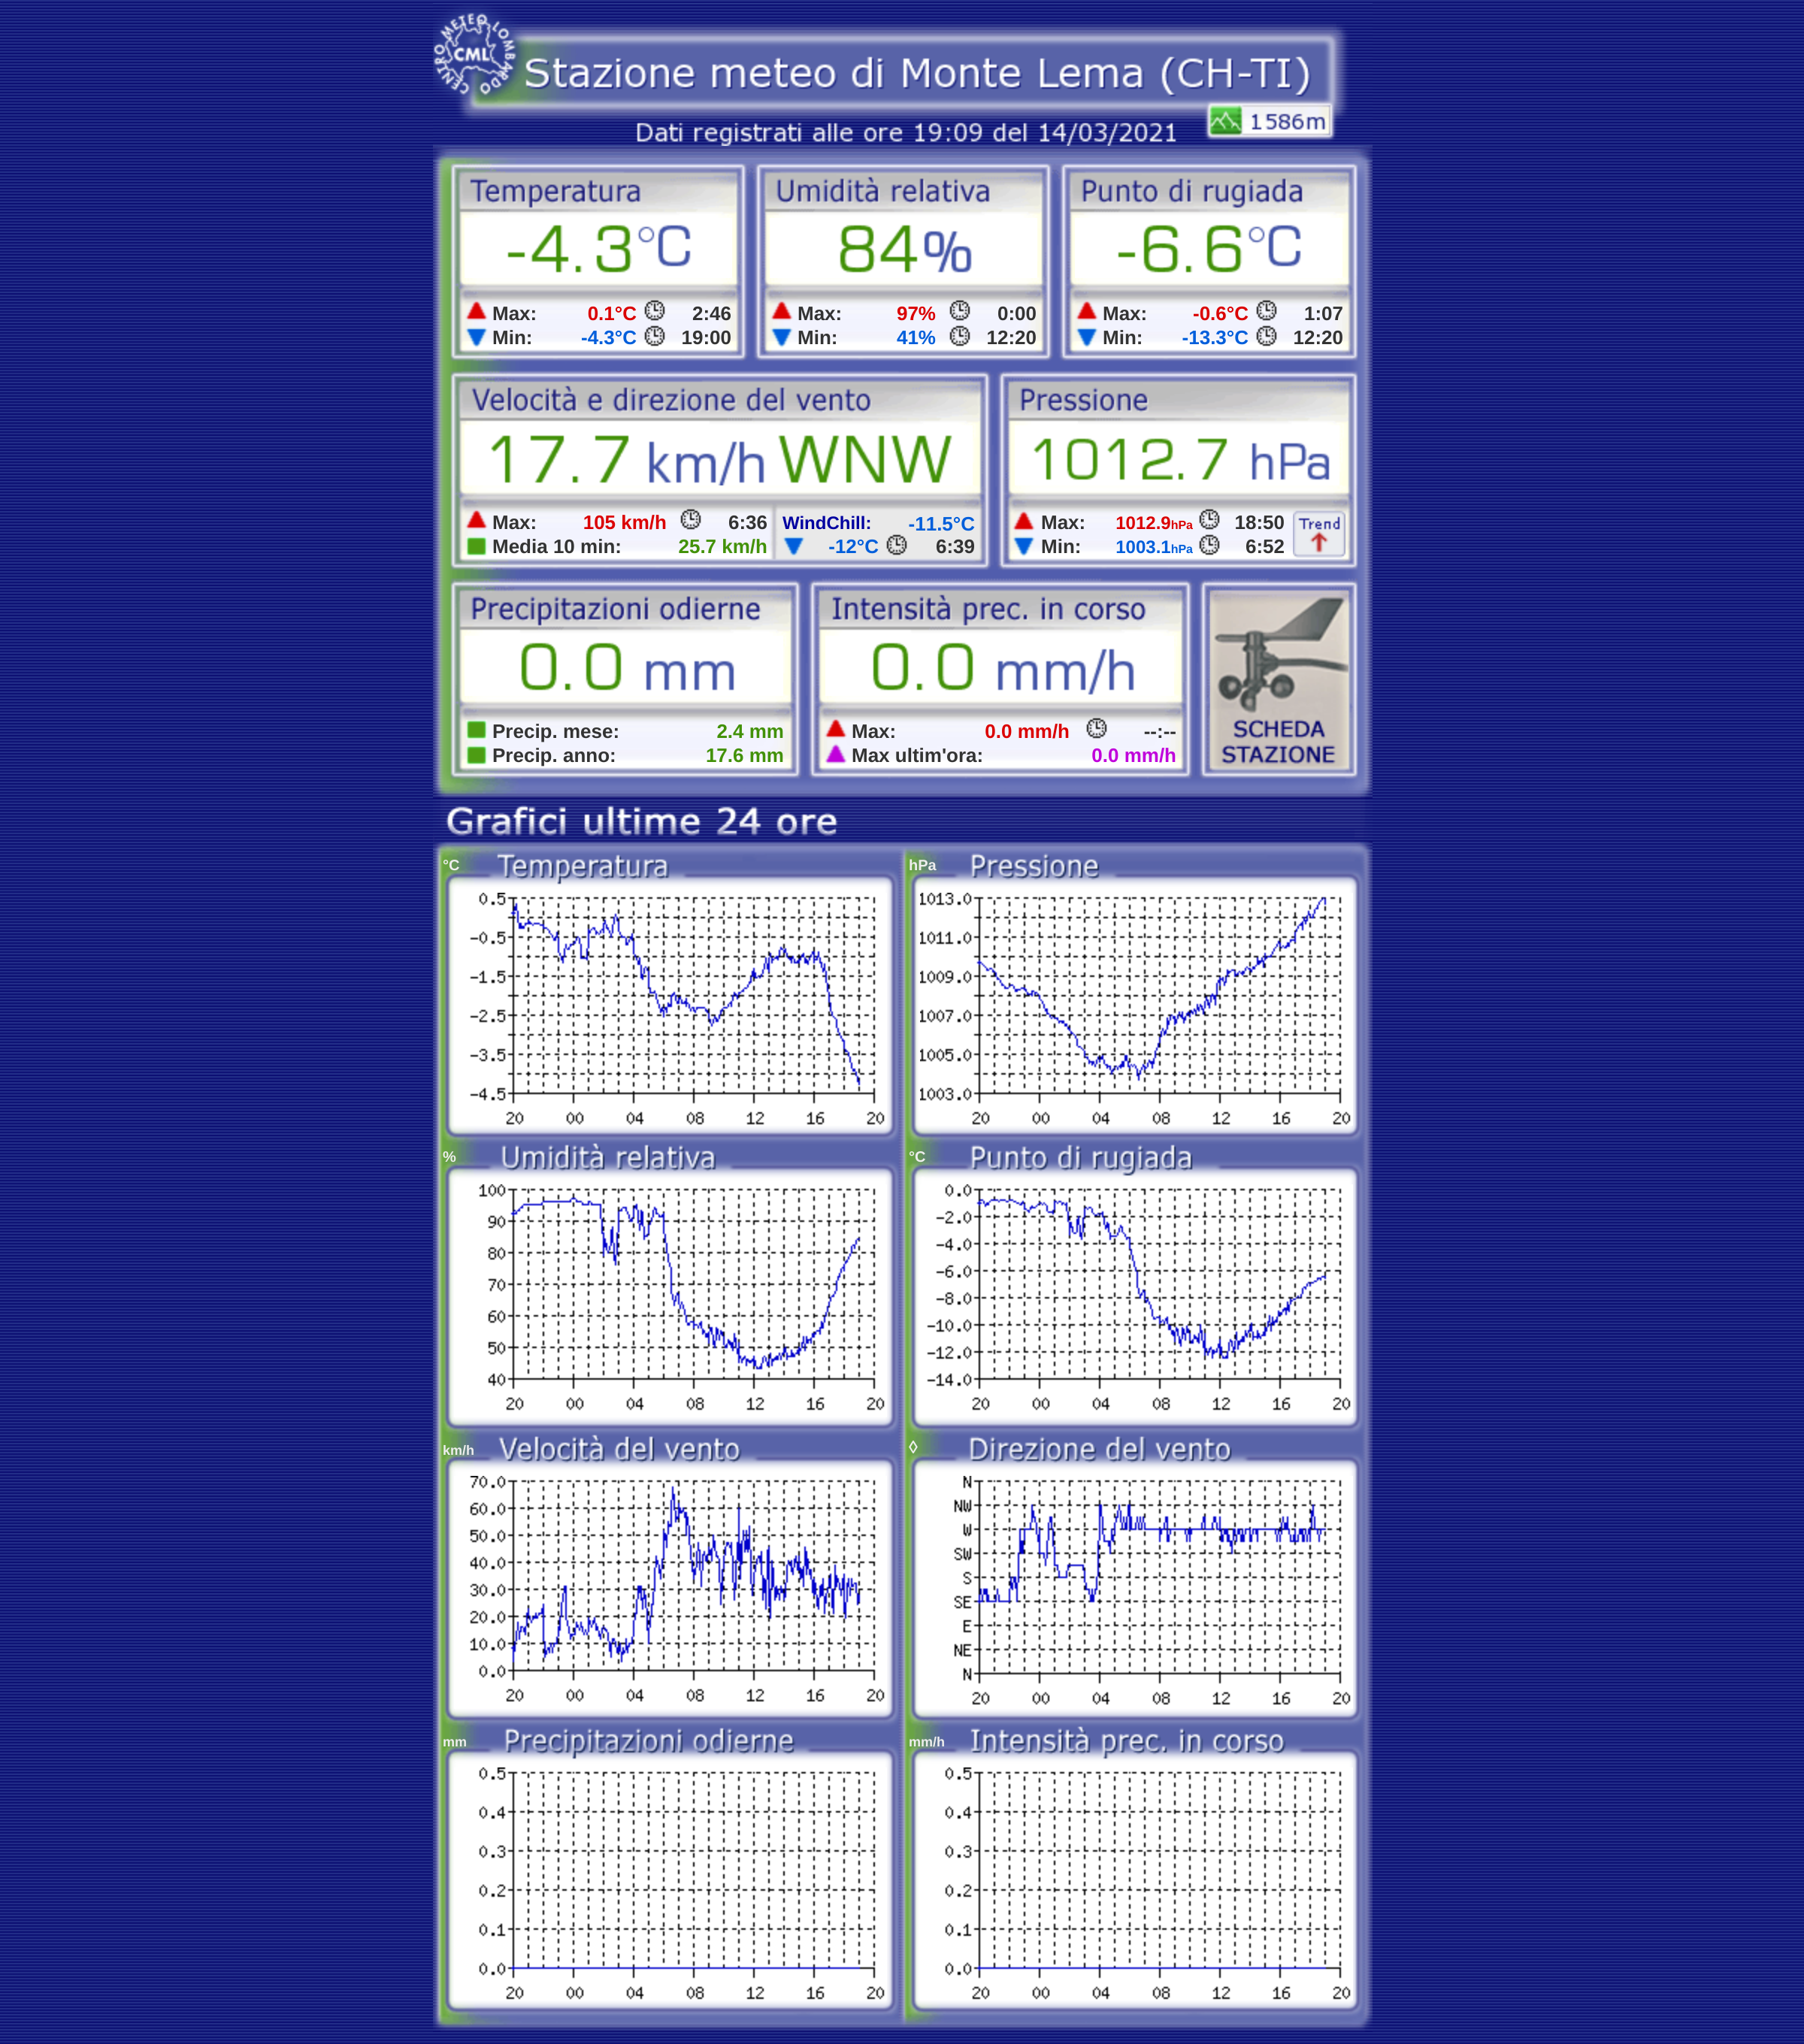 CENTRO METEO LOMBARDO
CML
Stazione meteo di Monte Lema (CH-TI)
1586m
Dati registrati alle ore 19:09 del 14/03/2021
Temperatura Umidità relativa Punto di rugiada
-4.3°C 84% -6.6°C
Max: 0.1°C 2:46 Max: 97% 0:00 Max: -0.6°C 1:07
Min: -4.3°C 19:00 Min: 41% 12:20 Min: -13.3°C 12:20
Velocità e direzione del vento Pressione
17.7 km/h WNW 1012.7 hPa
Max: 105 km/h 6:36 WindChill: -11.5°C Max: 1012.9hPa 18:50 Trend
Media 10 min: 25.7 km/h -12°C 6:39 Min: 1003.1hPa 6:52
Precipitazioni odierne Intensità prec. in corso
0.0 mm 0.0 mm/h
Precip. mese: 2.4 mm Max: 0.0 mm/h --:-- SCHEDA
Precip. anno: 17.6 mm Max ultim'ora: 0.0 mm/h STAZIONE
Grafici ultime 24 ore
°C Temperatura hPa Pressione
0.5 1013.0
-0.5 1011.0
-1.5 1009.0
-2.5 1007.0
-3.5 1005.0
-4.5 1003.0
20 00 04 08 12 16 20 20 00 04 08 12 16 20
% Umidità relativa °C Punto di rugiada
100 0.0
90 -2.0
80 -4.0
70 -6.0
60 -8.0
50 -10.0
40 -12.0
-14.0
20 00 04 08 12 16 20 20 00 04 08 12 16 20
km/h Velocità del vento ◊ Direzione del vento
70.0 N
60.0 NW
50.0 W
40.0 SW
30.0 S
20.0 SE
10.0 E
0.0 NE
N
20 00 04 08 12 16 20 20 00 04 08 12 16 20
mm Precipitazioni odierne mm/h Intensità prec. in corso
0.5 0.5
0.4 0.4
0.3 0.3
0.2 0.2
0.1 0.1
0.0 0.0
20 00 04 08 12 16 20 20 00 04 08 12 16 20